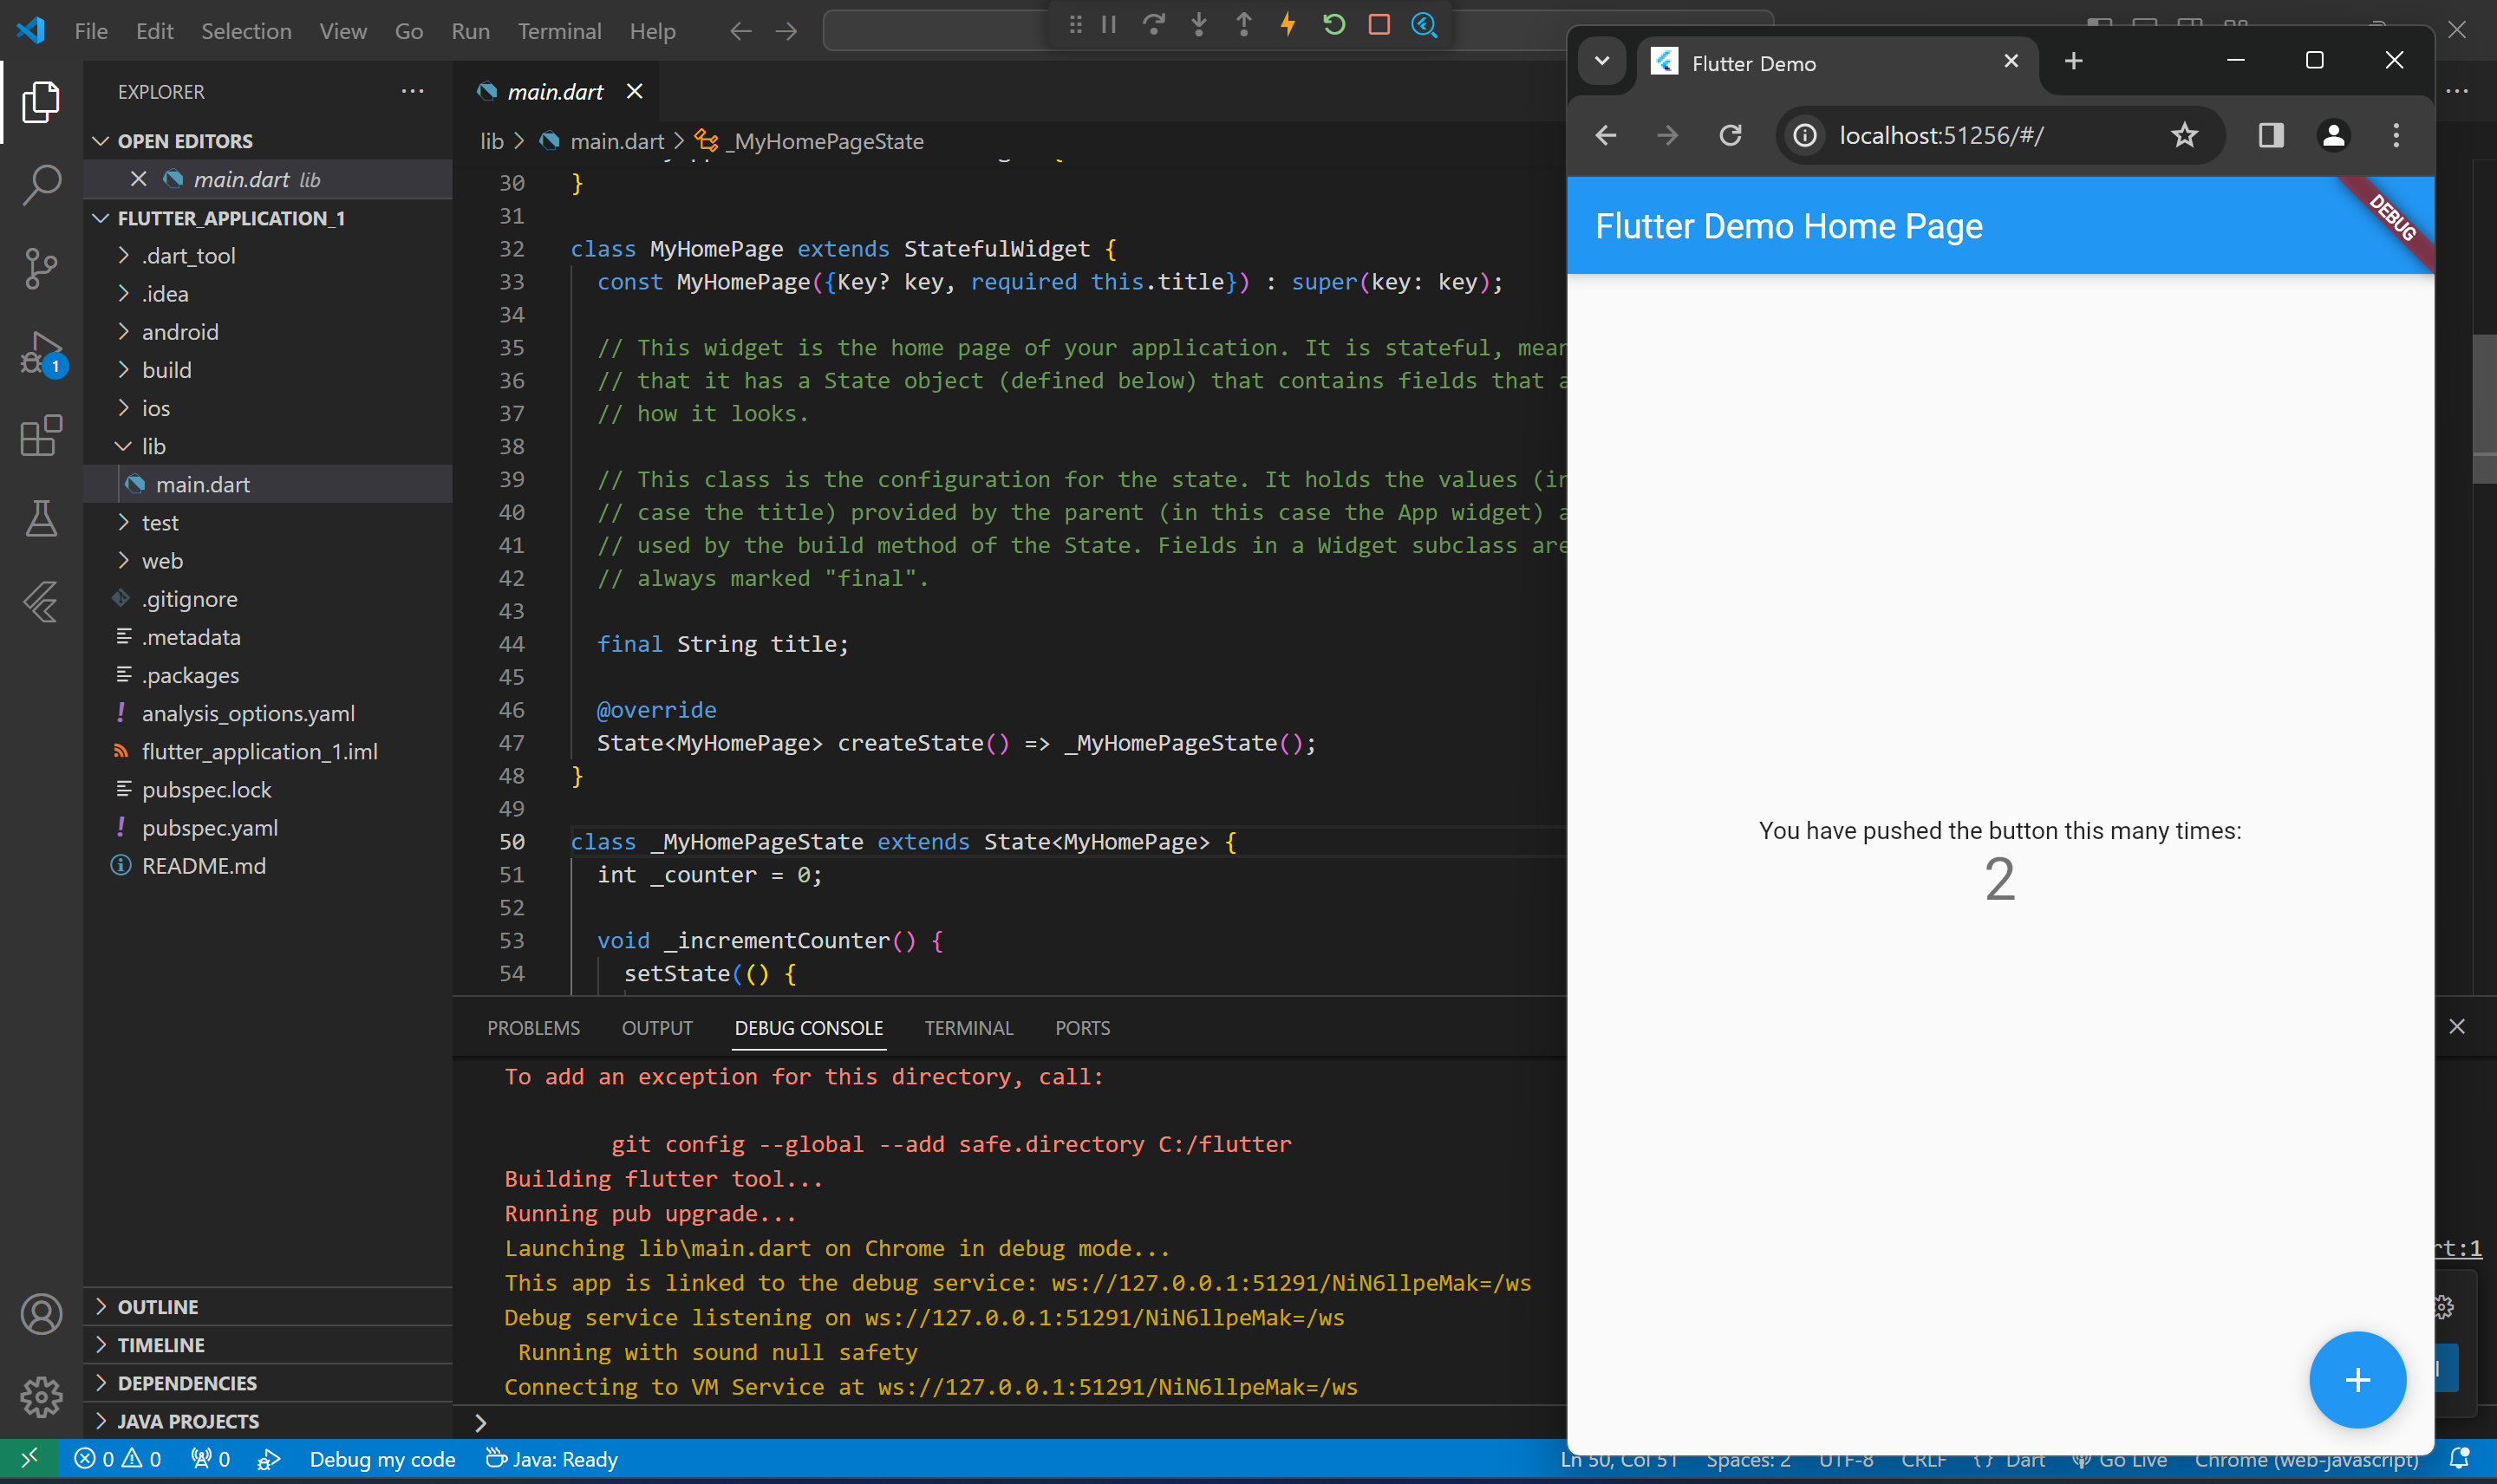 File Edit Selection View Go Run Terminal Help
EXPLORER
OPEN EDITORS
main.dart lib
FLUTTER_APPLICATION_1
.dart_tool
.idea
android
build
ios
lib
main.dart
test
web
.gitignore
.metadata
.packages
analysis_options.yaml
flutter_application_1.iml
pubspec.lock
pubspec.yaml
README.md
OUTLINE
TIMELINE
DEPENDENCIES
JAVA PROJECTS
1
main.dart
lib > main.dart > _MyHomePageState
30 }
31
32 class MyHomePage extends StatefulWidget {
33 const MyHomePage({Key? key, required this.title}) : super(key: key);
34
35 // This widget is the home page of your application. It is stateful,
36 // that it has a State object (defined below) that contains fields that
37 // how it looks.
38
39 // This class is the configuration for the state. It holds the values
40 // case the title) provided by the parent (in this case the App widget)
41 // used by the build method of the State. Fields in a Widget subclass are
42 // always marked "final".
43
44 final String title;
45
46 @override
47 State<MyHomePage> createState() => _MyHomePageState();
48 }
49
50 class _MyHomePageState extends State<MyHomePage> {
51 int _counter = 0;
52
53 void _incrementCounter() {
54 setState(() {
PROBLEMS OUTPUT DEBUG CONSOLE TERMINAL PORTS
To add an exception for this directory, call:
git config --global --add safe.directory C:/flutter
Building flutter tool...
Running pub upgrade...
Launching lib\main.dart on Chrome in debug mode...
This app is linked to the debug service: ws://127.0.0.1:51291/NiN6llpeMak=/ws
Debug service listening on ws://127.0.0.1:51291/NiN6llpeMak=/ws
Running with sound null safety
Connecting to VM Service at ws://127.0.0.1:51291/NiN6llpeMak=/ws
rt:1
Flutter Demo
localhost:51256/#/
Flutter Demo Home Page
DEBUG
You have pushed the button this many times:
2
0 0 0 Debug my code Java: Ready Ln 50, Col 51 Spaces: 2 UTF-8 CRLF {} Dart Go Live Chrome (web-javascript)